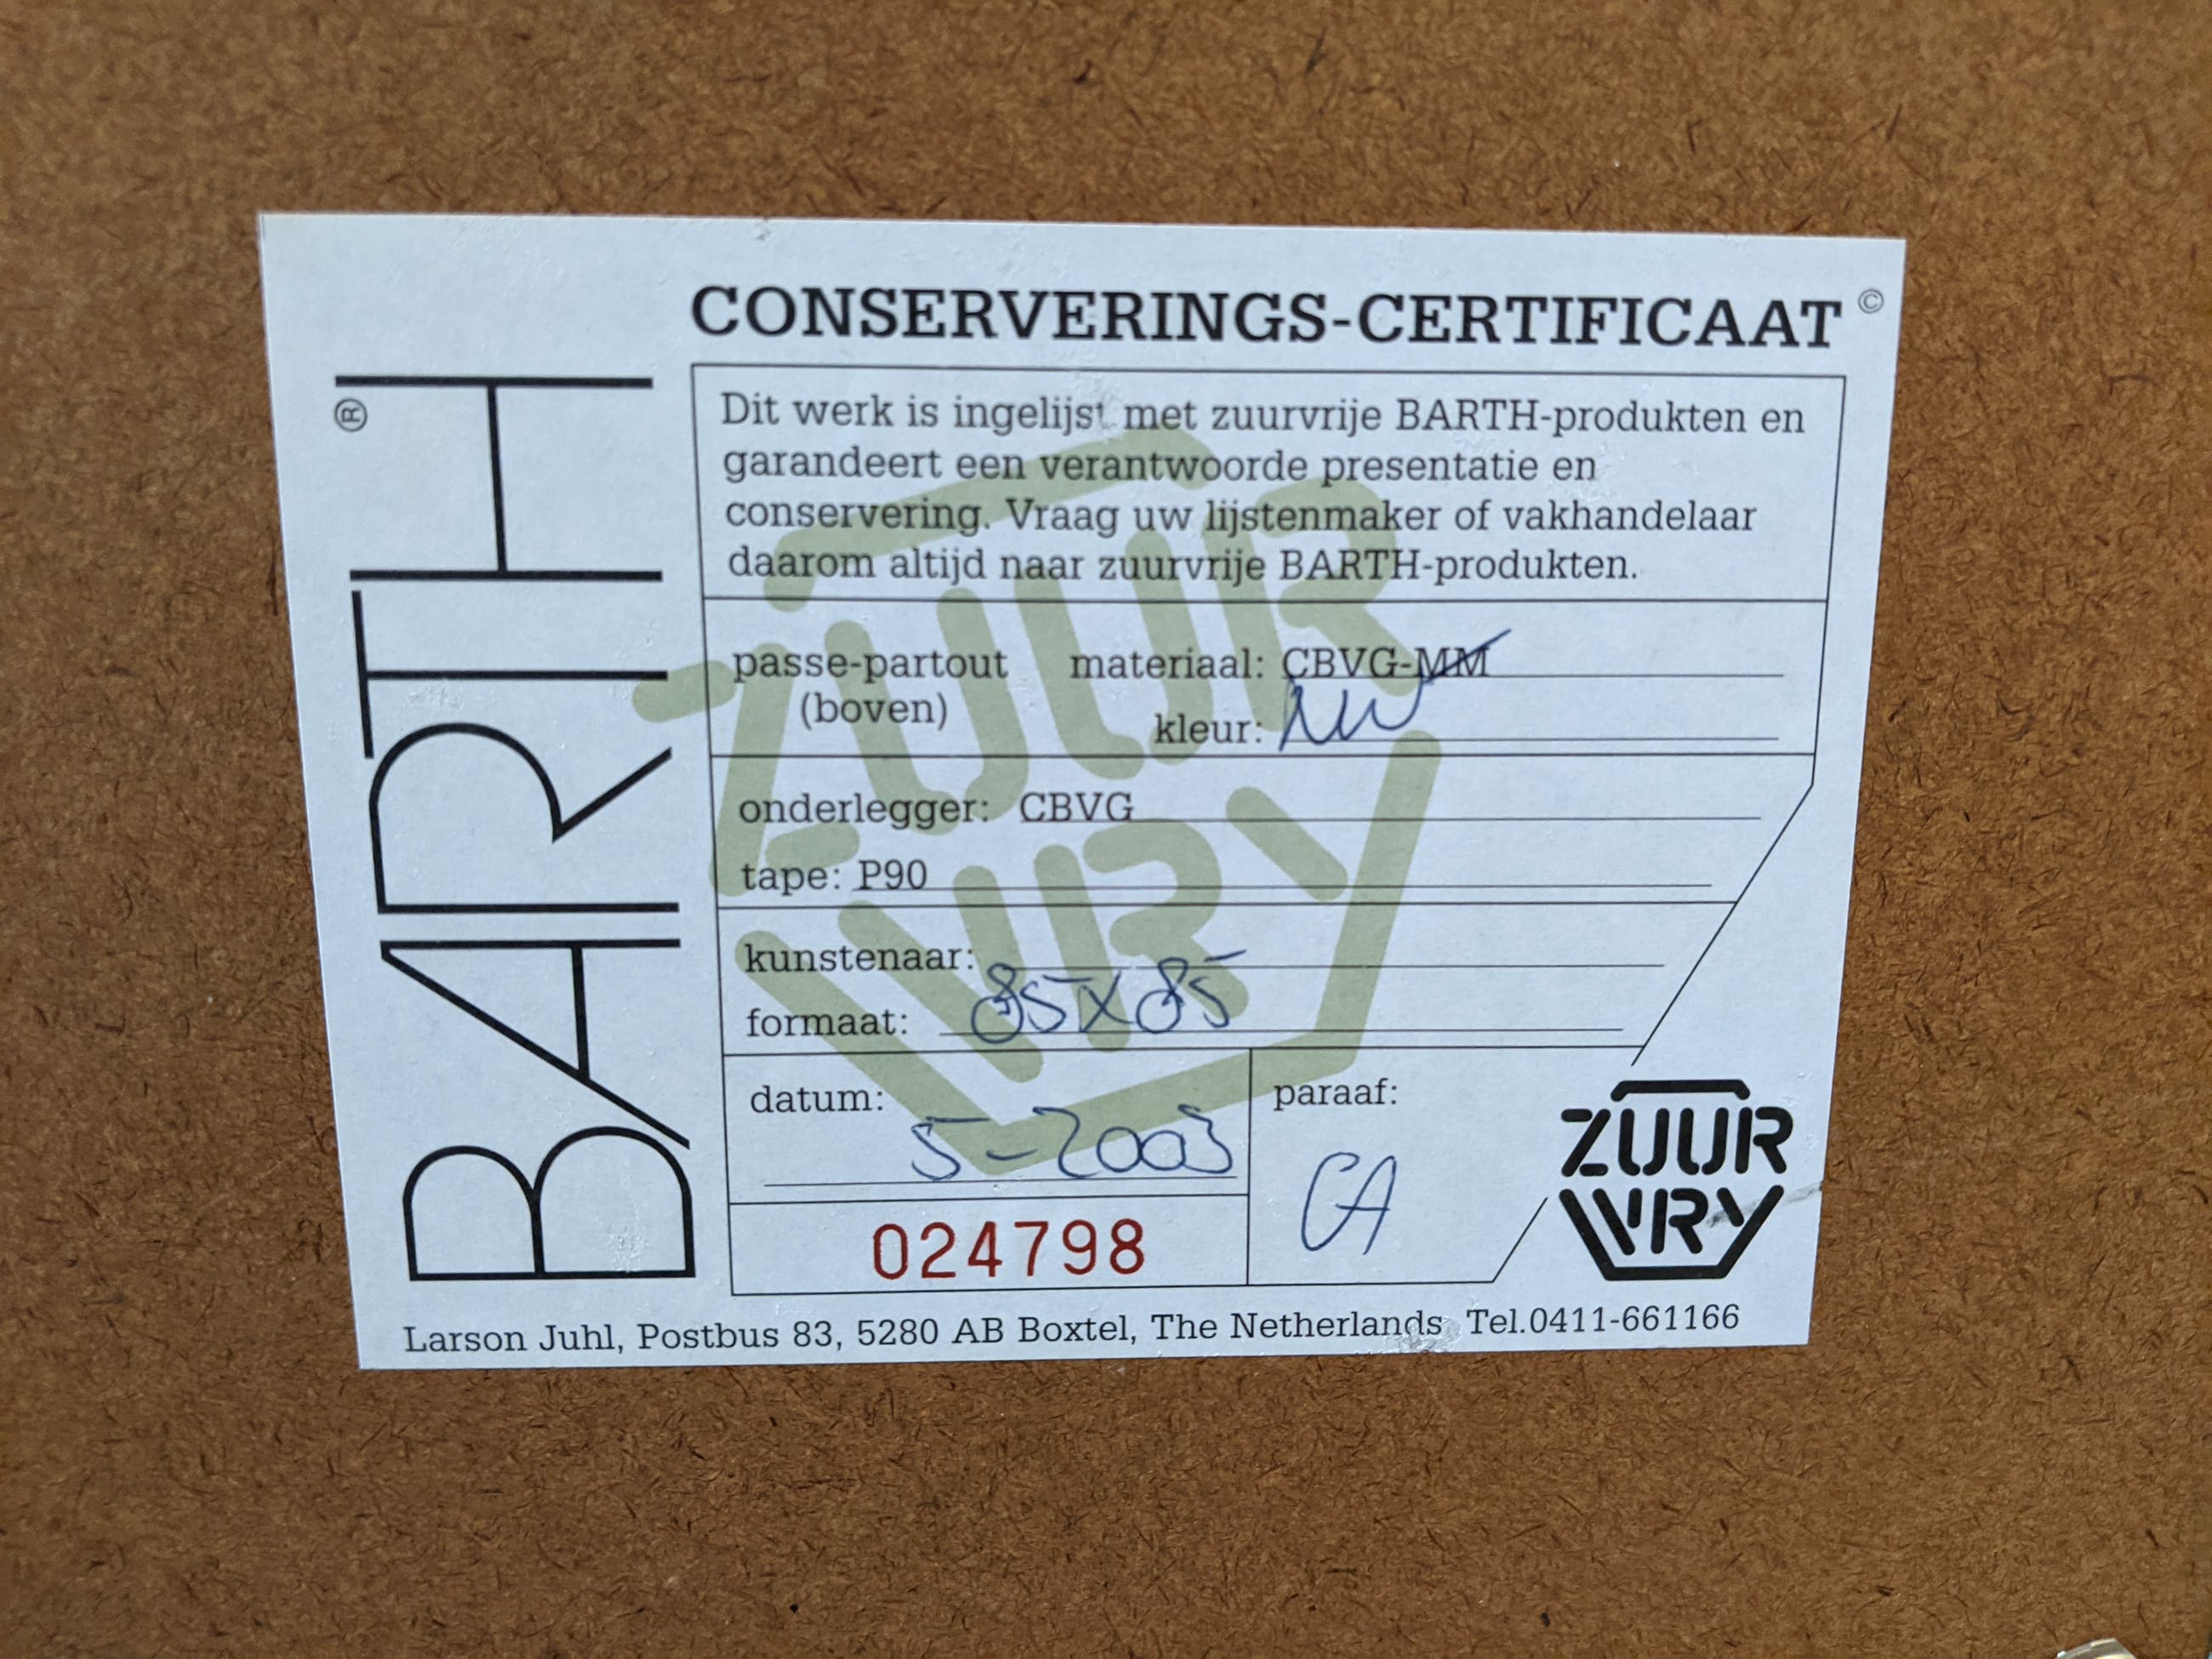 BARTH®
CONSERVERINGS-CERTIFICAAT ©
Dit werk is ingelijst met zuurvrije BARTH-produkten en
garandeert een verantwoorde presentatie en
conservering. Vraag uw lijstenmaker of vakhandelaar
daarom altijd naar zuurvrije BARTH-produkten.
passe-partout materiaal: CBVG-MM
(boven) kleur:
onderlegger: CBVG
tape: P90
kunstenaar:
formaat: 85x85
datum: paraaf:
5-2003
CA
024798
ZUUR
VRY
ZUUR
VRY
Larson Juhl, Postbus 83, 5280 AB Boxtel, The Netherlands Tel.0411-661166